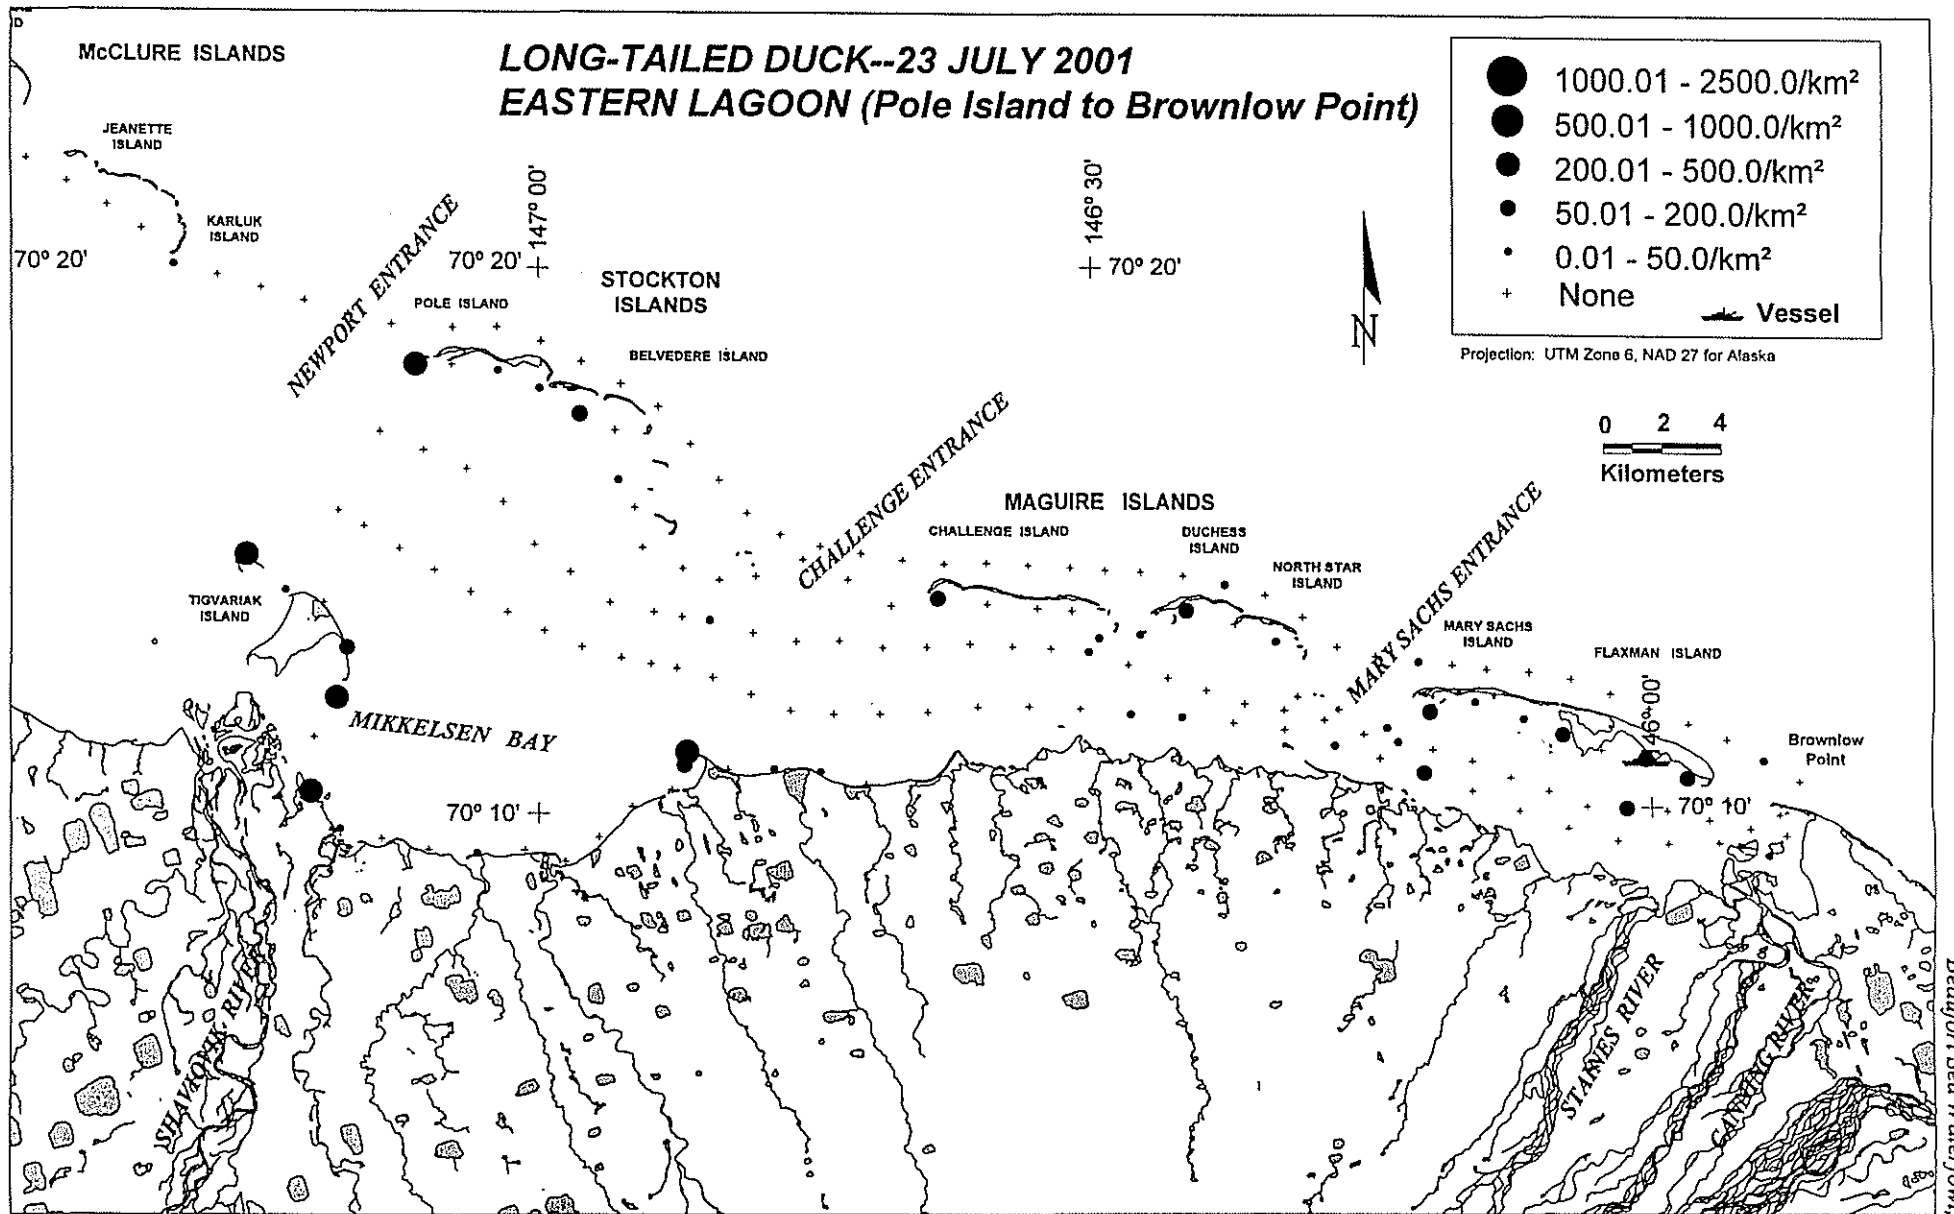 D
McCLURE ISLANDS
LONG-TAILED DUCK--23 JULY 2001
EASTERN LAGOON (Pole Island to Brownlow Point)
1000.01 - 2500.0/km²
500.01 - 1000.0/km²
200.01 - 500.0/km²
50.01 - 200.0/km²
0.01 - 50.0/km²
None
Vessel
Projection: UTM Zone 6, NAD 27 for Alaska
0 2 4
Kilometers
N
JEANETTE
ISLAND
KARLUK
ISLAND
70° 20'
NEWPORT ENTRANCE
147° 00'
70° 20'
146° 30'
70° 20'
STOCKTON
ISLANDS
POLE ISLAND
BELVEDERE ISLAND
CHALLENGE ENTRANCE
MAGUIRE ISLANDS
CHALLENGE ISLAND
DUCHESS
ISLAND
NORTH STAR
ISLAND
MARY SACHS ENTRANCE
MARY SACHS
ISLAND
FLAXMAN ISLAND
146° 00'
Brownlow
Point
TIGVARIAK
ISLAND
MIKKELSEN BAY
70° 10'
70° 10'
SHAVIOVIK RIVER
STAINES RIVER
CANNING RIVER